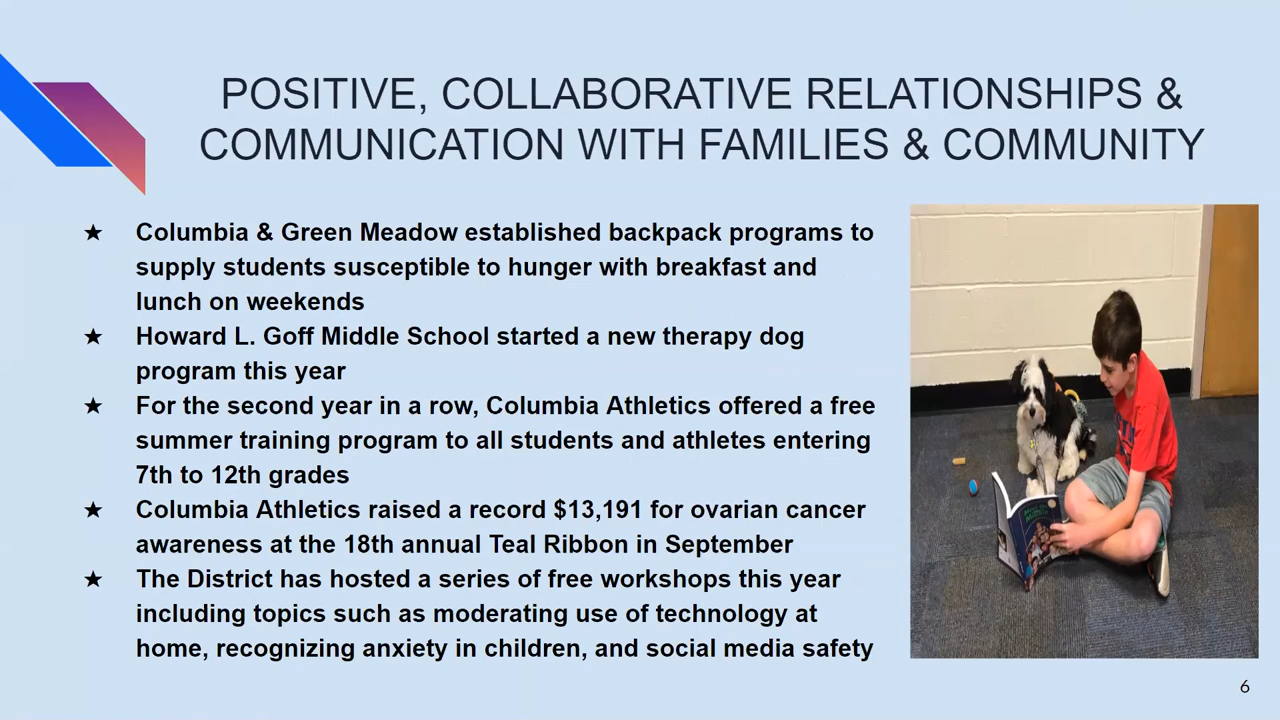 POSITIVE, COLLABORATIVE RELATIONSHIPS &
COMMUNICATION WITH FAMILIES & COMMUNITY
★ Columbia & Green Meadow established backpack programs to
supply students susceptible to hunger with breakfast and
lunch on weekends
★ Howard L. Goff Middle School started a new therapy dog
program this year
★ For the second year in a row, Columbia Athletics offered a free
summer training program to all students and athletes entering
7th to 12th grades
★ Columbia Athletics raised a record $13,191 for ovarian cancer
awareness at the 18th annual Teal Ribbon in September
★ The District has hosted a series of free workshops this year
including topics such as moderating use of technology at
home, recognizing anxiety in children, and social media safety
6